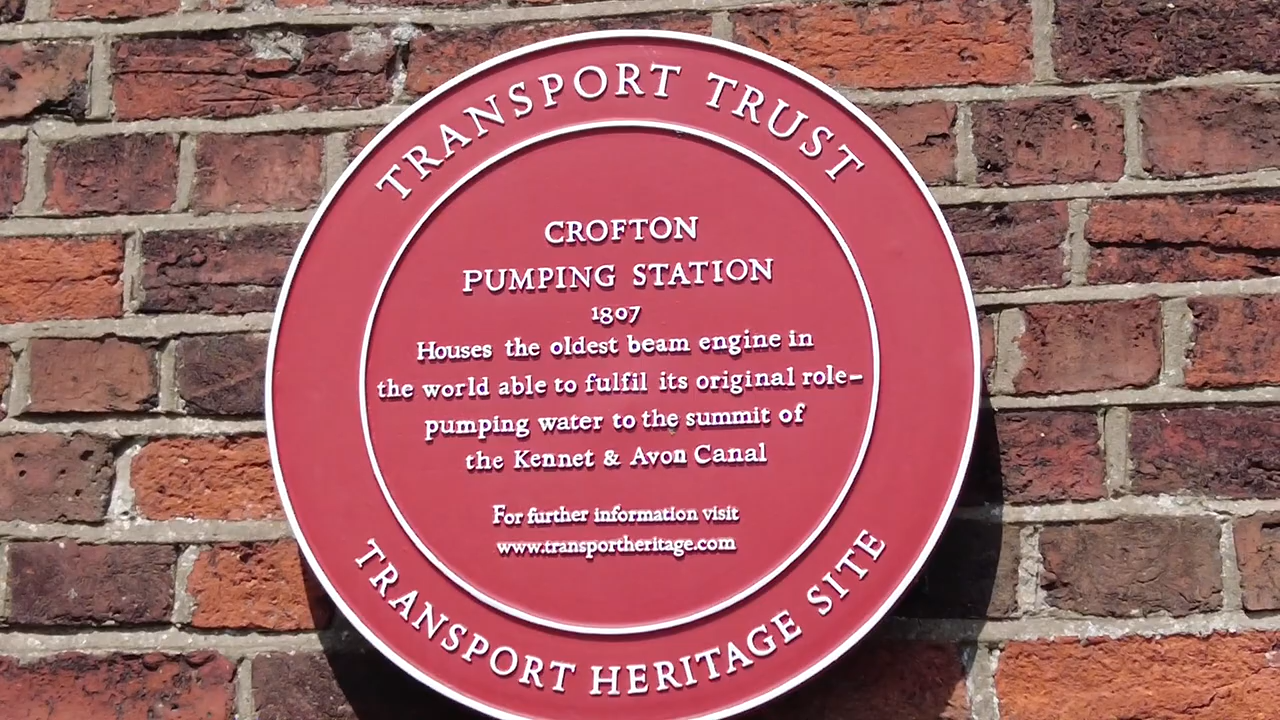 TRANSPORT TRUST
CROFTON
PUMPING STATION
1807
Houses the oldest beam engine in
the world able to fulfil its original role-
pumping water to the summit of
the Kennet & Avon Canal
For further information visit
www.transportheritage.com
TRANSPORT HERITAGE SITE